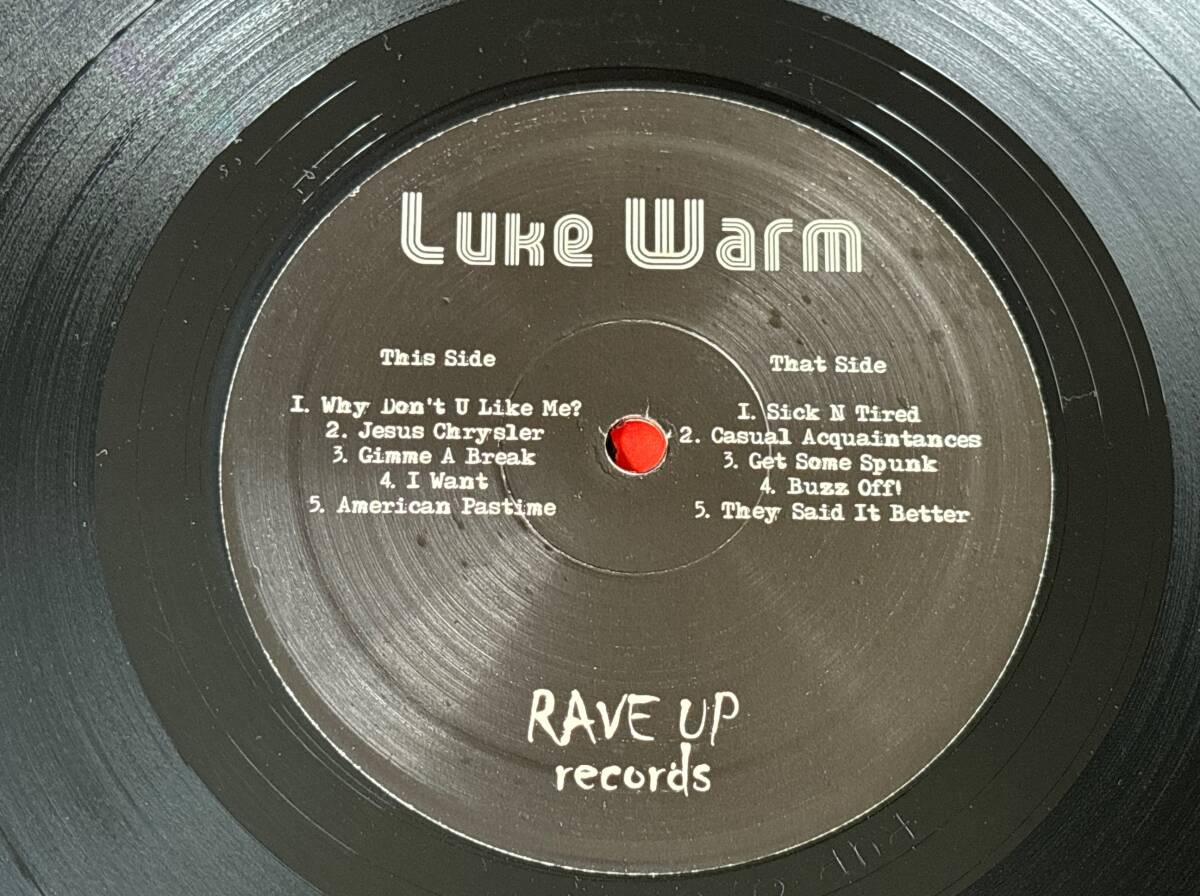 Luke Warm
This Side
1. Why Don't U Like Me?
2. Jesus Chrysler
3. Gimme A Break
4. I Want
5. American Pastime
That Side
1. Sick N Tired
2. Casual Acquaintances
3. Get Some Spunk
4. Buzz Off!
5. They Said It Better
RAVE UP
records